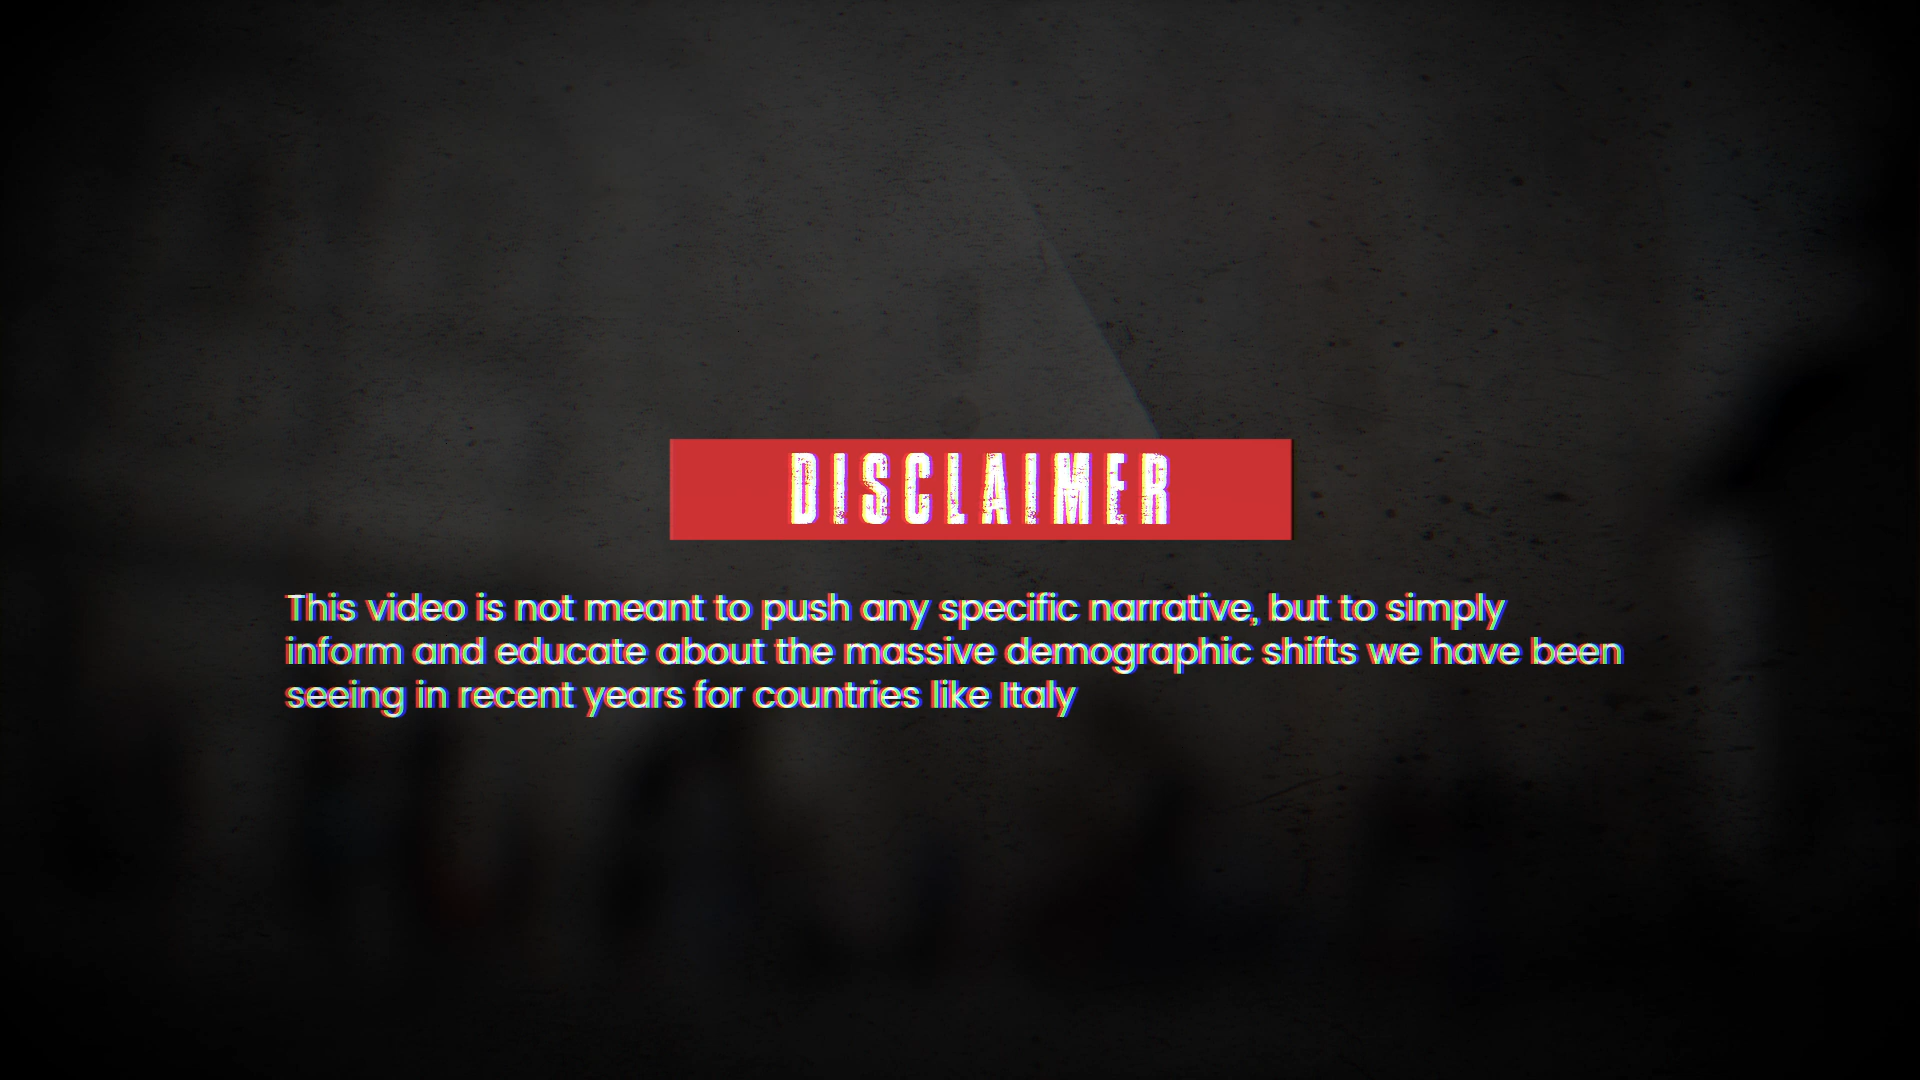 DISCLAIMER
This video is not meant to push any specific narrative, but to simply
inform and educate about the massive demographic shifts we have been
seeing in recent years for countries like Italy